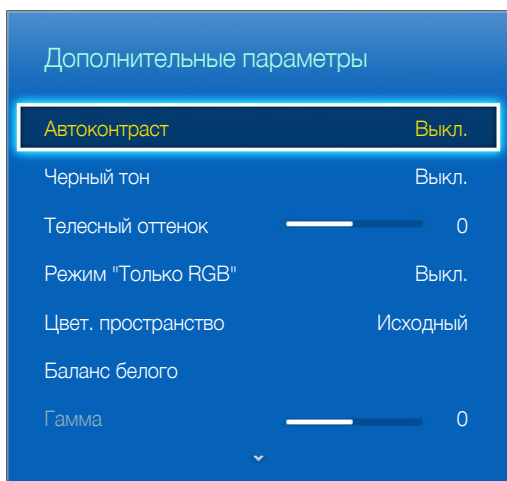 Дополнительные параметры
Автоконтраст Выкл.
Черный тон Выкл.
Телесный оттенок 0
Режим "Только RGB" Выкл.
Цвет. пространство Исходный
Баланс белого
Гамма 0